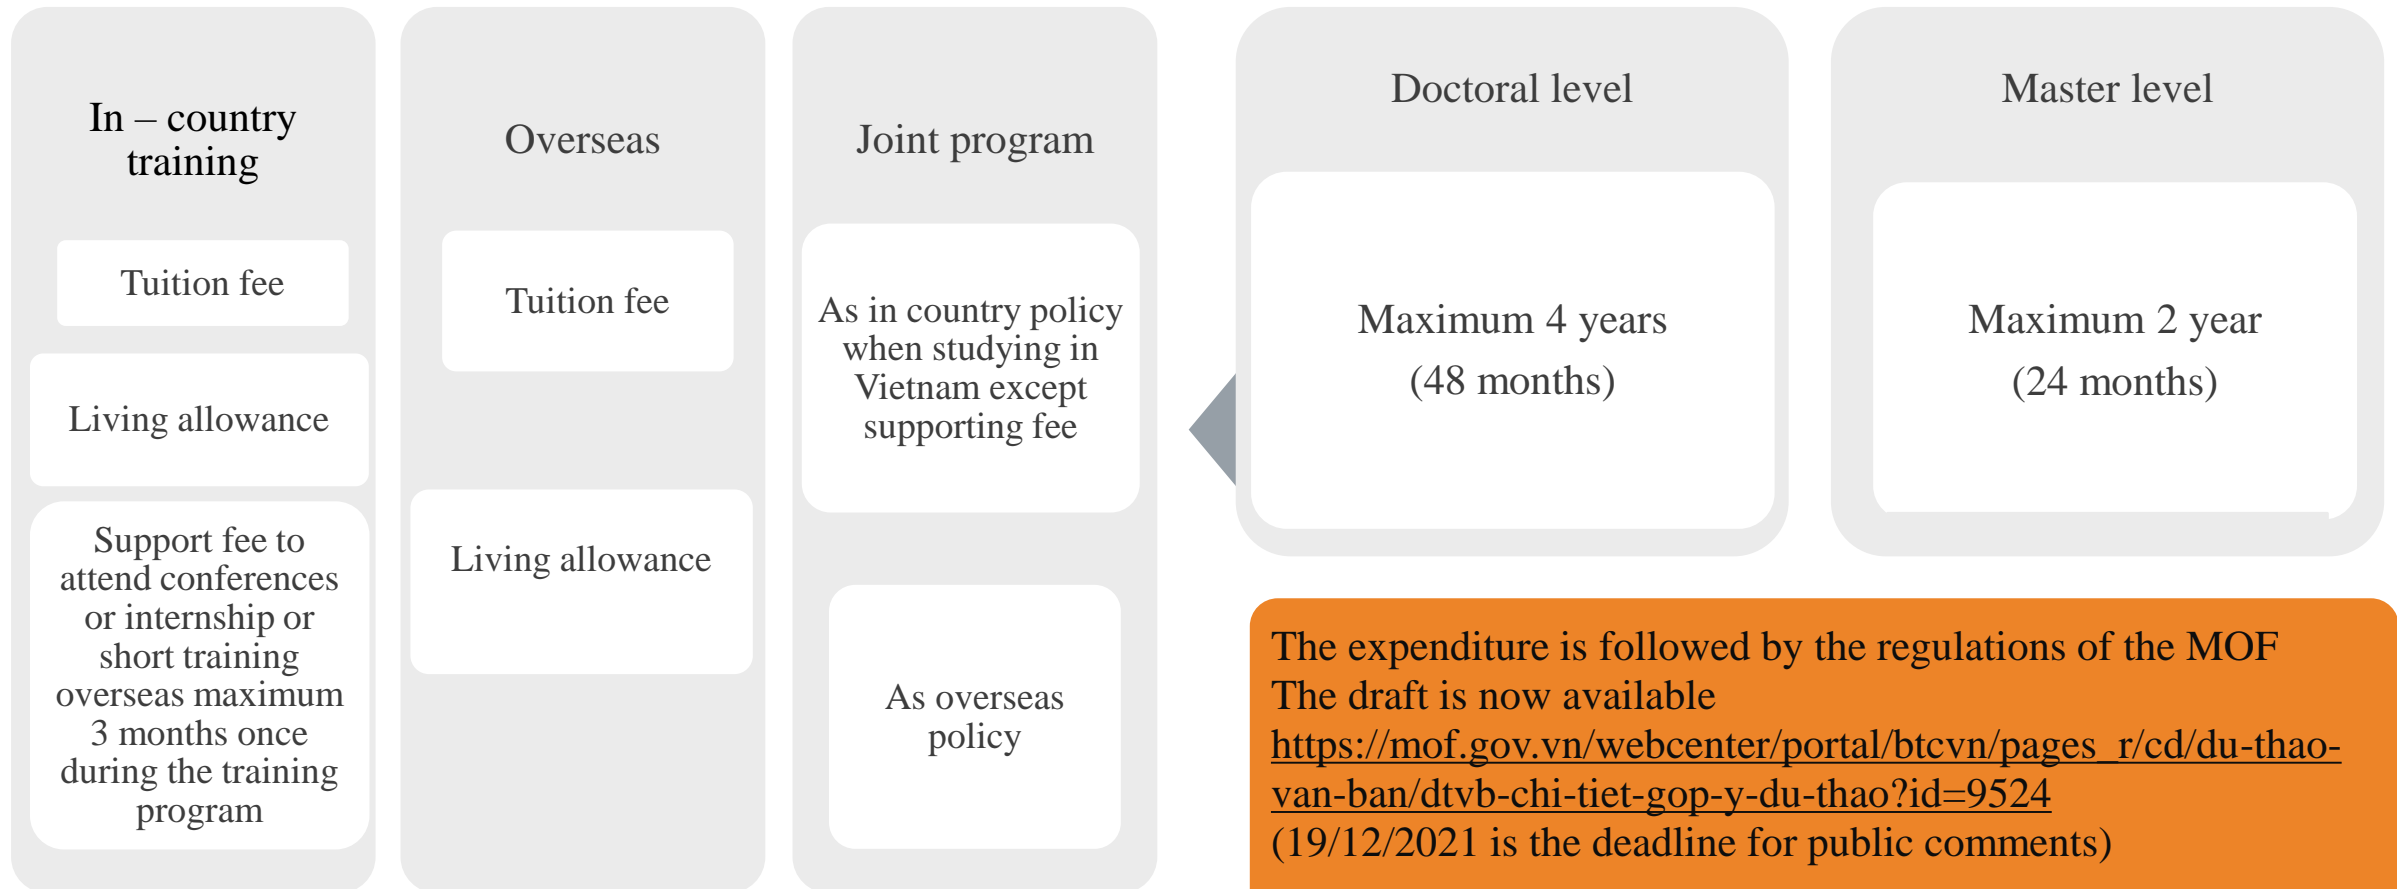 In – country
training
Tuition fee
Living allowance
Support fee to
attend conferences
or internship or
short training
overseas maximum
3 months once
during the training
program
Overseas
Tuition fee
Living allowance
Joint program
As in country policy
when studying in
Vietnam except
supporting fee
As overseas
policy
Doctoral level
Maximum 4 years
(48 months)
Master level
Maximum 2 year
(24 months)
The expenditure is followed by the regulations of the MOF
The draft is now available
https://mof.gov.vn/webcenter/portal/btcvn/pages_r/cd/du-thao-
van-ban/dtvb-chi-tiet-gop-y-du-thao?id=9524
(19/12/2021 is the deadline for public comments)